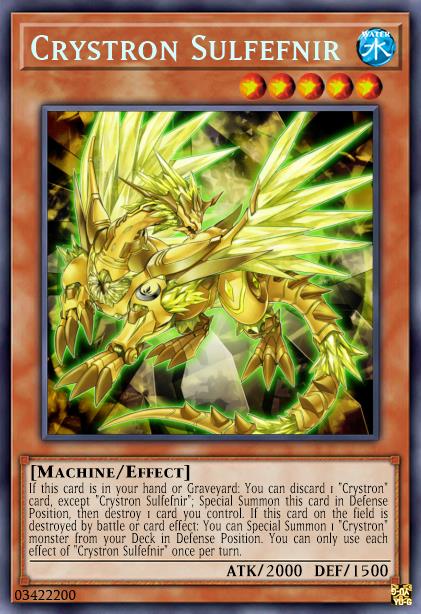 CRYSTRON SULFEFNIR
WATER
水
[MACHINE/EFFECT]
If this card is in your hand or Graveyard: You can discard 1 "Crystron"
card, except "Crystron Sulfefnir"; Special Summon this card in Defense
Position, then destroy 1 card you control. If this card on the field is
destroyed by battle or card effect: You can Special Summon 1 "Crystron"
monster from your Deck in Defense Position. You can only use each
effect of "Crystron Sulfefnir" once per turn.
ATK/2000 DEF/1500
03422200